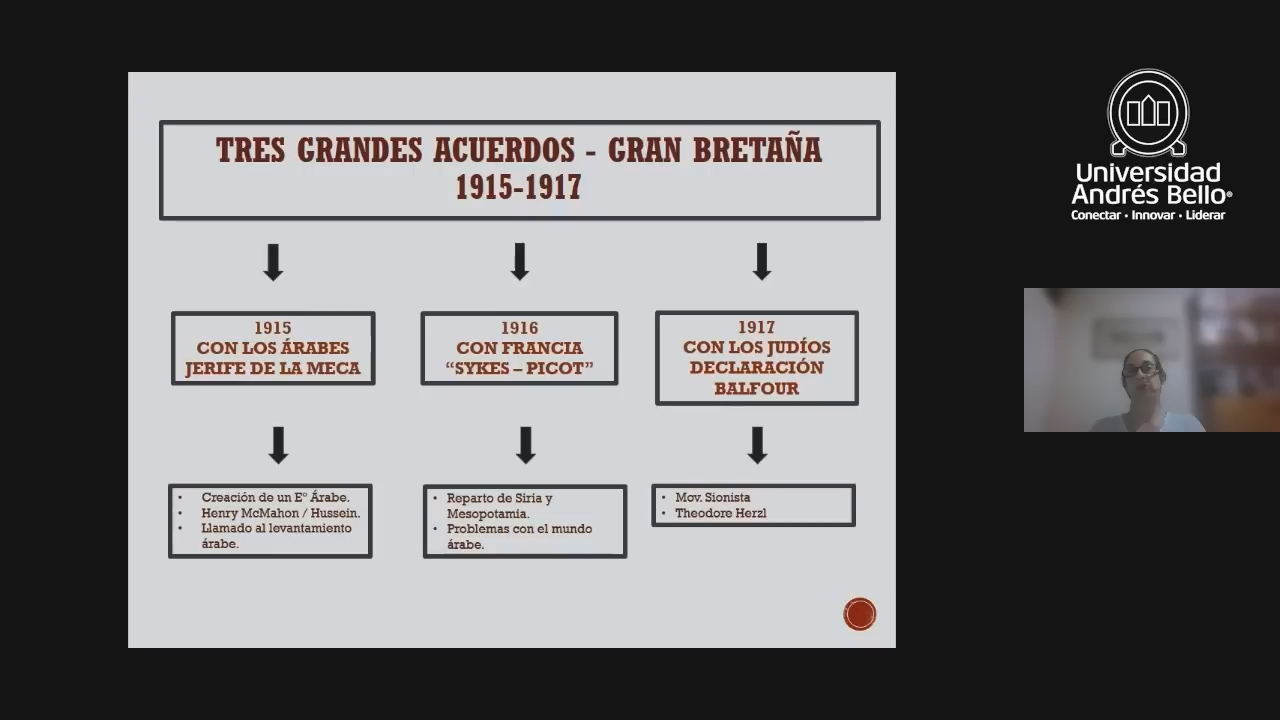 TRES GRANDES ACUERDOS - GRAN BRETAÑA
1915-1917
1915
CON LOS ÁRABES
JERIFE DE LA MECA
1916
CON FRANCIA
“SYKES – PICOT”
1917
CON LOS JUDÍOS
DECLARACIÓN
BALFOUR
• Creación de un Eº Árabe.
• Henry McMahon / Hussein.
• Llamado al levantamiento
árabe.
• Reparto de Siria y
Mesopotamia.
• Problemas con el mundo
árabe.
• Mov. Sionista
• Theodore Herzl
Universidad
Andrés Bello®
Conectar • Innovar • Liderar